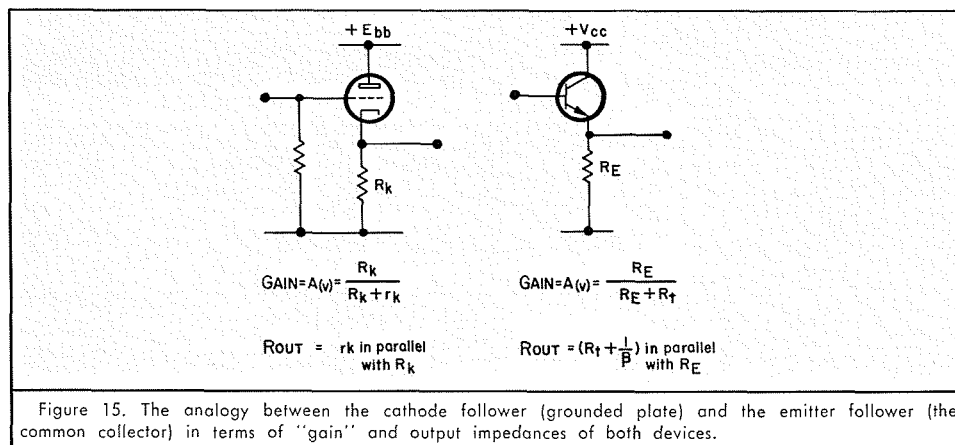 + Ebb
+Vcc
Rk
RE
GAIN=A(v)= Rk / Rk + rk
GAIN=A(v)= RE / RE + Rt
ROUT = rk in parallel
with Rk
ROUT = (Rt + 1/β) in parallel
with RE
Figure 15. The analogy between the cathode follower (grounded plate) and the emitter follower (the
common collector) in terms of "gain" and output impedances of both devices.